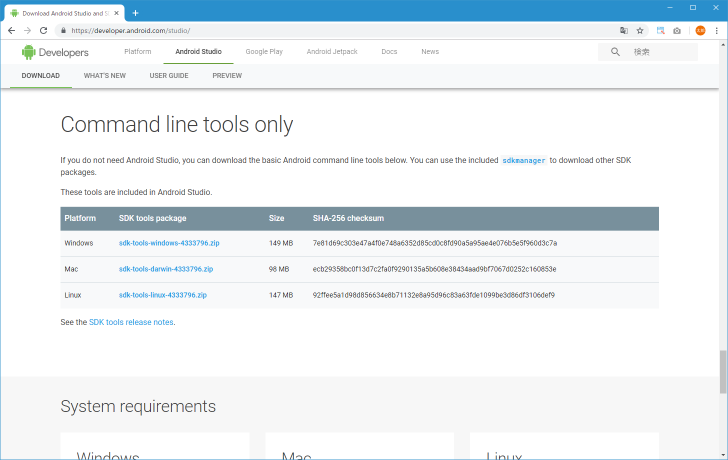 Download Android Studio and S
https://developer.android.com/studio/
Developers
Platform Android Studio Google Play Android Jetpack Docs News
検索
DOWNLOAD WHAT'S NEW USER GUIDE PREVIEW
Command line tools only
If you do not need Android Studio, you can download the basic Android command line tools below. You can use the included sdkmanager to download other SDK
packages.
These tools are included in Android Studio.
Platform SDK tools package Size SHA-256 checksum
Windows sdk-tools-windows-4333796.zip 149 MB 7e81d69c303e47a4f0e748a6352d85cd0c8fd90a5a95ae4e076b5e5f960d3c7a
Mac sdk-tools-darwin-4333796.zip 98 MB ecb29358bc0f13d7c2fa0f9290135a5b608e38434aad9bf7067d0252c160853e
Linux sdk-tools-linux-4333796.zip 147 MB 92ffee5a1d98d856634e8b71132e8a95d96c83a63fde1099be3d86df3106def9
See the SDK tools release notes.
System requirements
Windows Mac Linux